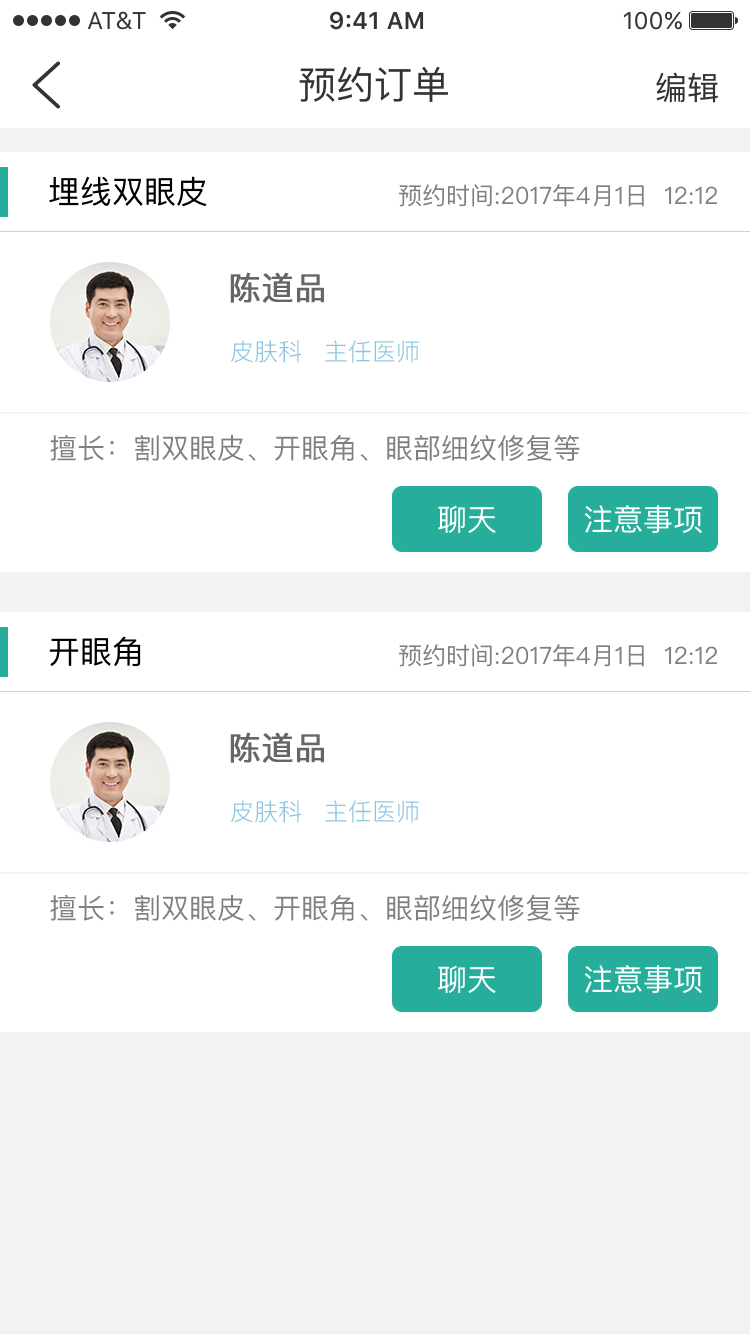 AT&T 9:41 AM 100%
预约订单 编辑
埋线双眼皮 预约时间:2017年4月1日 12:12
陈道品
皮肤科 主任医师
擅长：割双眼皮、开眼角、眼部细纹修复等
聊天 注意事项
开眼角 预约时间:2017年4月1日 12:12
陈道品
皮肤科 主任医师
擅长：割双眼皮、开眼角、眼部细纹修复等
聊天 注意事项